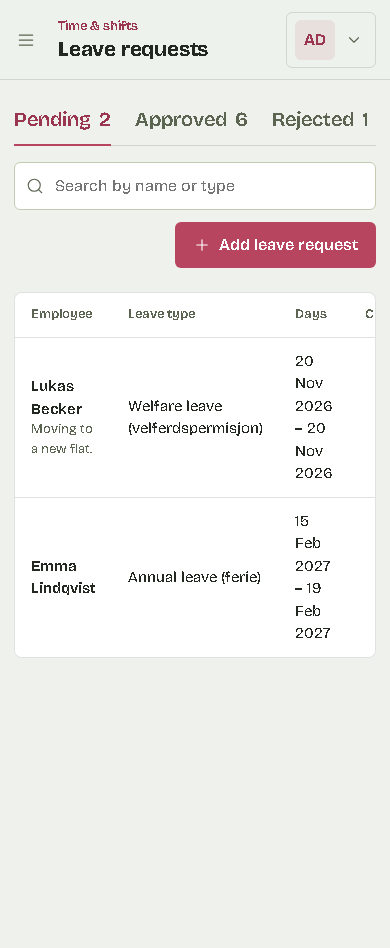 Time & shifts
Leave requests
AD
Pending 2
Approved 6
Rejected 1
Search by name or type
Add leave request
Employee
Leave type
Days
C
Lukas
Becker
Moving to
a new flat.
Welfare leave
(velferdspermisjon)
20
Nov
2026
– 20
Nov
2026
Emma
Lindqvist
Annual leave (ferie)
15
Feb
2027
– 19
Feb
2027